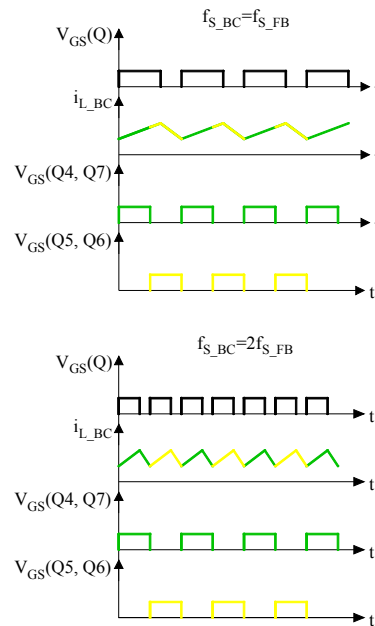 f_S_BC=f_S_FB
V_GS(Q)
i_L_BC
V_GS(Q4, Q7)
V_GS(Q5, Q6)
t
f_S_BC=2f_S_FB
V_GS(Q)
t
i_L_BC
t
V_GS(Q4, Q7)
t
V_GS(Q5, Q6)
t